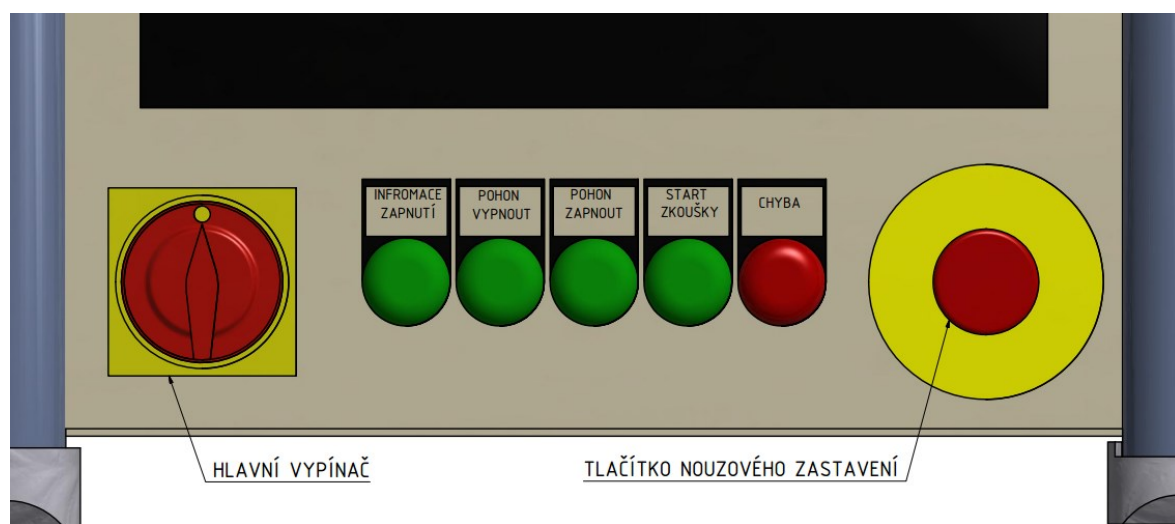 INFROMACE
ZAPNUTÍ
POHON
VYPNOUT
POHON
ZAPNOUT
START
ZKOUŠKY
CHYBA
HLAVNÍ VYPÍNAČ
TLAČÍTKO NOUZOVÉHO ZASTAVENÍ